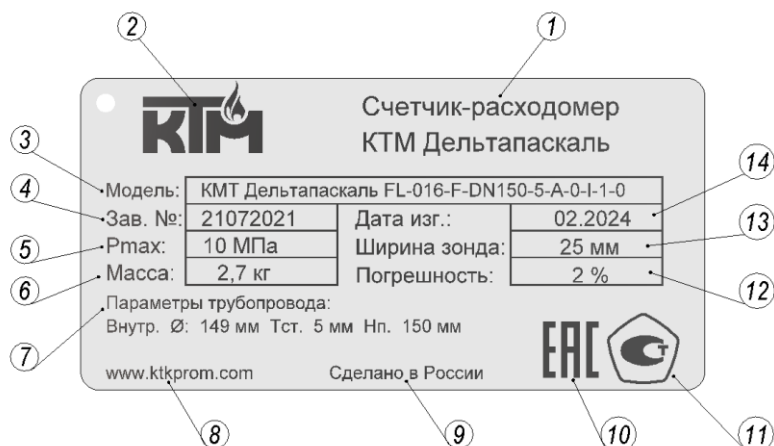 2
1
КТМ
Счетчик-расходомер
КТМ Дельтапаскаль
3
14
Модель: КМТ Дельтапаскаль FL-016-F-DN150-5-A-0-I-1-0
4
Зав. №: 21072021 Дата изг.: 02.2024
13
5
Pmax: 10 МПа Ширина зонда: 25 мм
6
Масса: 2,7 кг Погрешность: 2 %
12
Параметры трубопровода:
7
Внутр. Ø: 149 мм Тст. 5 мм Нп. 150 мм
www.ktkprom.com Сделано в России
EAC
Ст
8
9
10
11